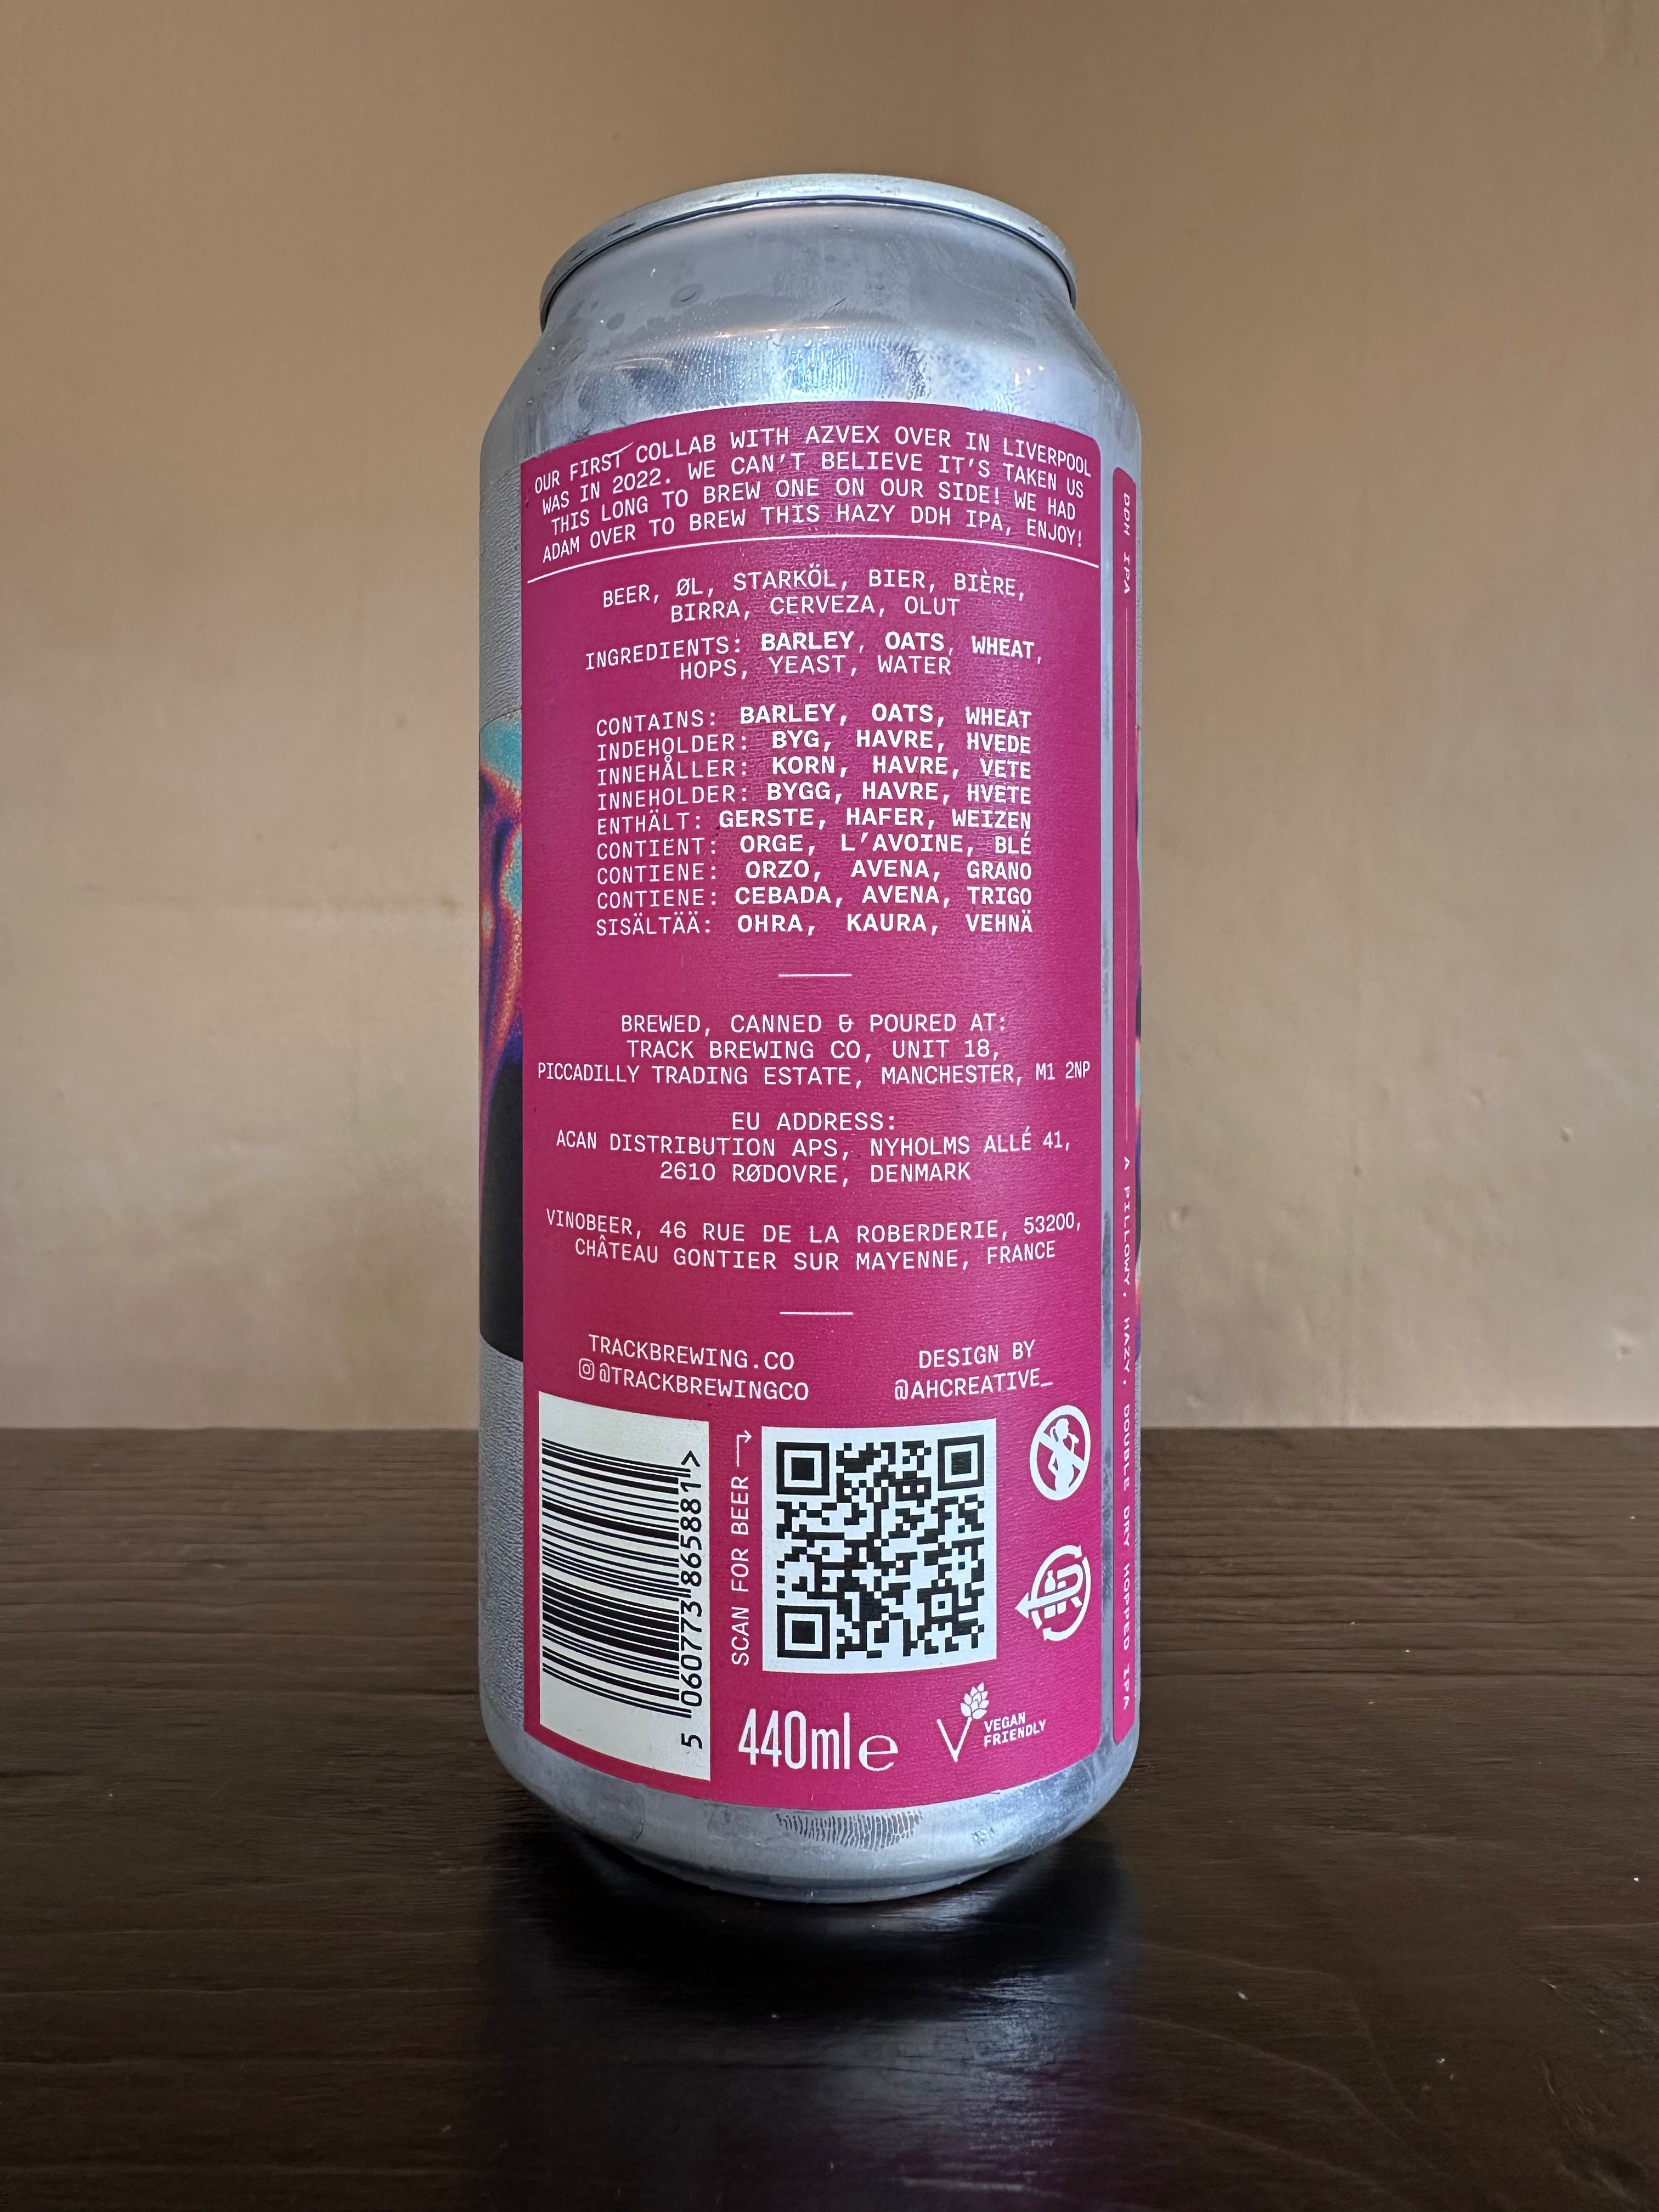 OUR FIRST COLLAB WITH AZVEX OVER IN LIVERPOOL
WAS IN 2022. WE CAN'T BELIEVE IT'S TAKEN US
THIS LONG TO BREW ONE ON OUR SIDE! WE HAD
ADAM OVER TO BREW THIS HAZY DDH IPA, ENJOY!
BEER, ØL, STARKÖL, BIER, BIÈRE,
BIRRA, CERVEZA, OLUT
INGREDIENTS: BARLEY, OATS, WHEAT,
HOPS, YEAST, WATER
CONTAINS: BARLEY, OATS, WHEAT
INDEHOLDER: BYG, HAVRE, HVEDE
INNEHÅLLER: KORN, HAVRE, VETE
INNEHOLDER: BYGG, HAVRE, HVETE
ENTHÄLT: GERSTE, HAFER, WEIZEN
CONTIENT: ORGE, L'AVOINE, BLÉ
CONTIENE: ORZO, AVENA, GRANO
CONTIENE: CEBADA, AVENA, TRIGO
SISÄLTÄÄ: OHRA, KAURA, VEHNÄ
BREWED, CANNED & POURED AT:
TRACK BREWING CO, UNIT 18,
PICCADILLY TRADING ESTATE, MANCHESTER, M1 2NP
EU ADDRESS:
ACAN DISTRIBUTION APS, NYHOLMS ALLÉ 41,
2610 RØDOVRE, DENMARK
VINOBEER, 46 RUE DE LA ROBERDERIE, 53200,
CHÂTEAU GONTIER SUR MAYENNE, FRANCE
TRACKBREWING.CO
@TRACKBREWINGCO
DESIGN BY
@AHCREATIVE_
5 060773 865881 >
SCAN FOR BEER
440ml e
VEGAN
FRIENDLY
DDH IPA
A PILLOWY, HAZY, DOUBLE DRY HOPPED IPA